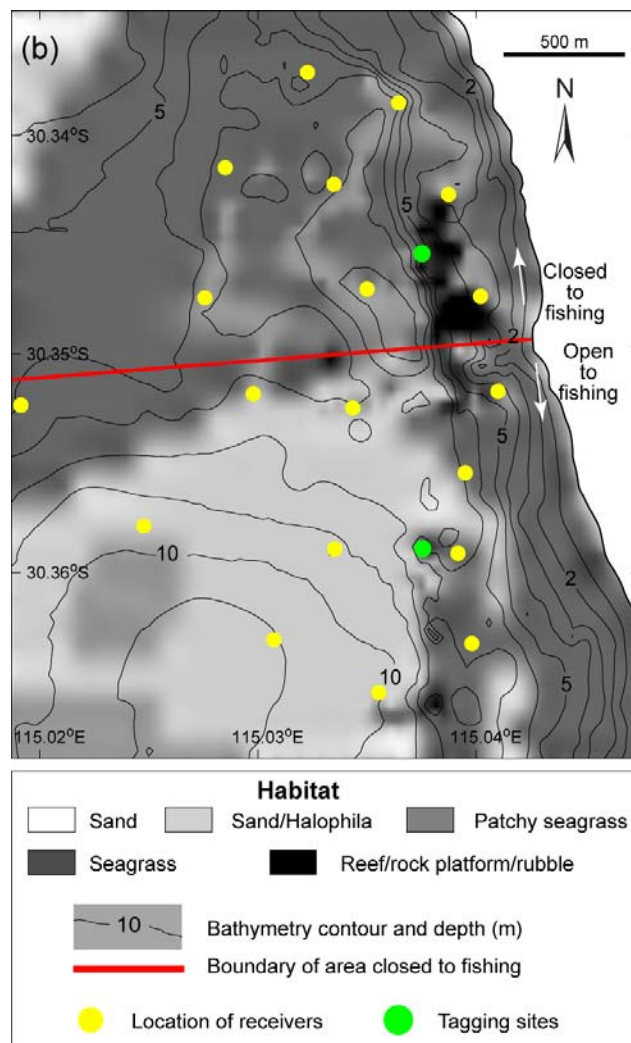 (b)
500 m
N
2
5
30.34°S
5
Closed
to
fishing
2
30.35°S
Open
to
fishing
5
10
30.36°S
2
10
5
115.02°E
115.03°E
115.04°E
Habitat
Sand
Sand/Halophila
Patchy seagrass
Seagrass
Reef/rock platform/rubble
10
Bathymetry contour and depth (m)
Boundary of area closed to fishing
Location of receivers
Tagging sites